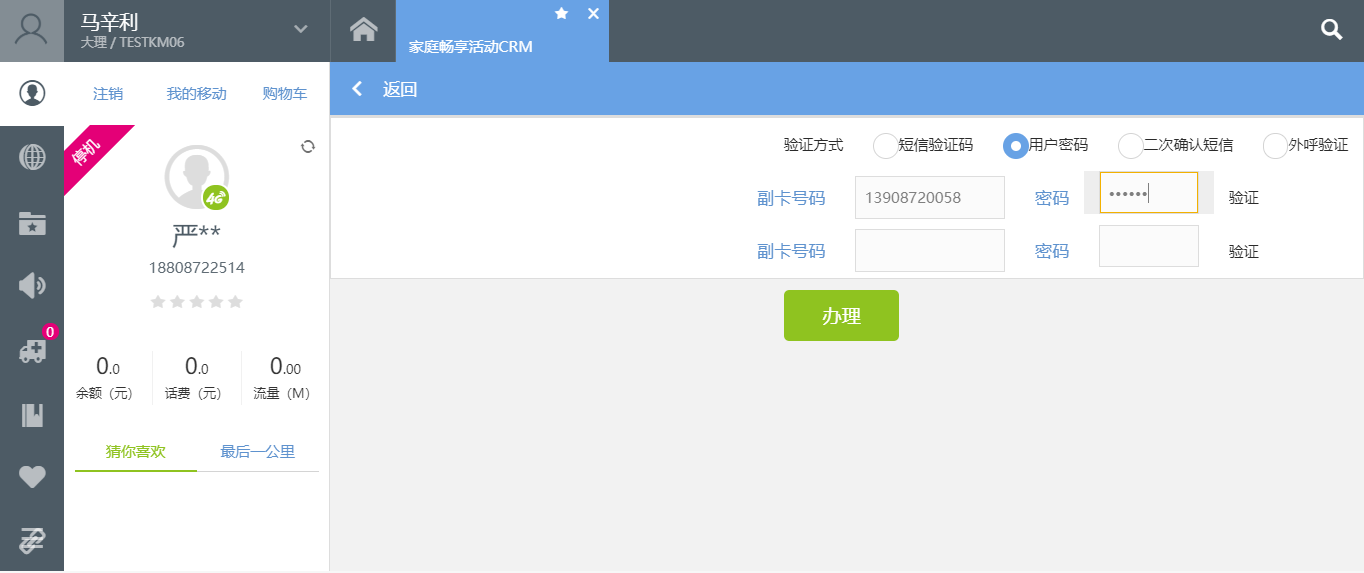 马辛利
大理 / TESTKM06
家庭畅享活动CRM
注销 我的移动 购物车
返回
停机
4G
严**
18808722514
0
0.0 0.0 0.00
余额（元） 话费（元） 流量（M）
猜你喜欢 最后一公里
验证方式 短信验证码 用户密码 二次确认短信 外呼验证
副卡号码 13908720058 密码 •••••• 验证
副卡号码 密码 验证
办理